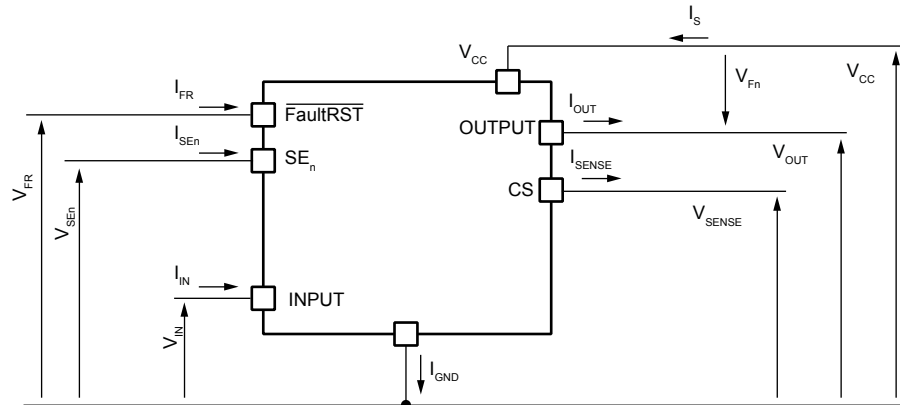 I_S
V_CC
V_Fn
V_CC
I_FR
FaultRST
I_OUT
OUTPUT
I_SEn
SE_n
V_OUT
I_SENSE
CS
V_SENSE
V_FR
V_SEn
I_IN
INPUT
V_IN
I_GND